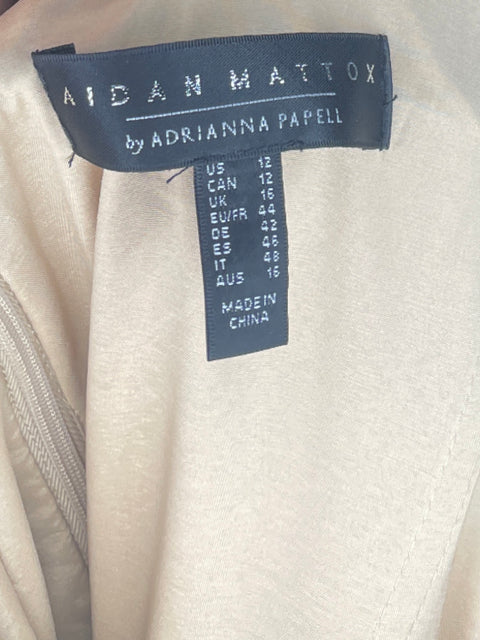 AIDAN MATTOX
by ADRIANNA PAPELL
US 12
CAN 12
UK 16
EU/FR 44
DE 42
ES 46
IT 48
AUS 16
MADE IN
CHINA